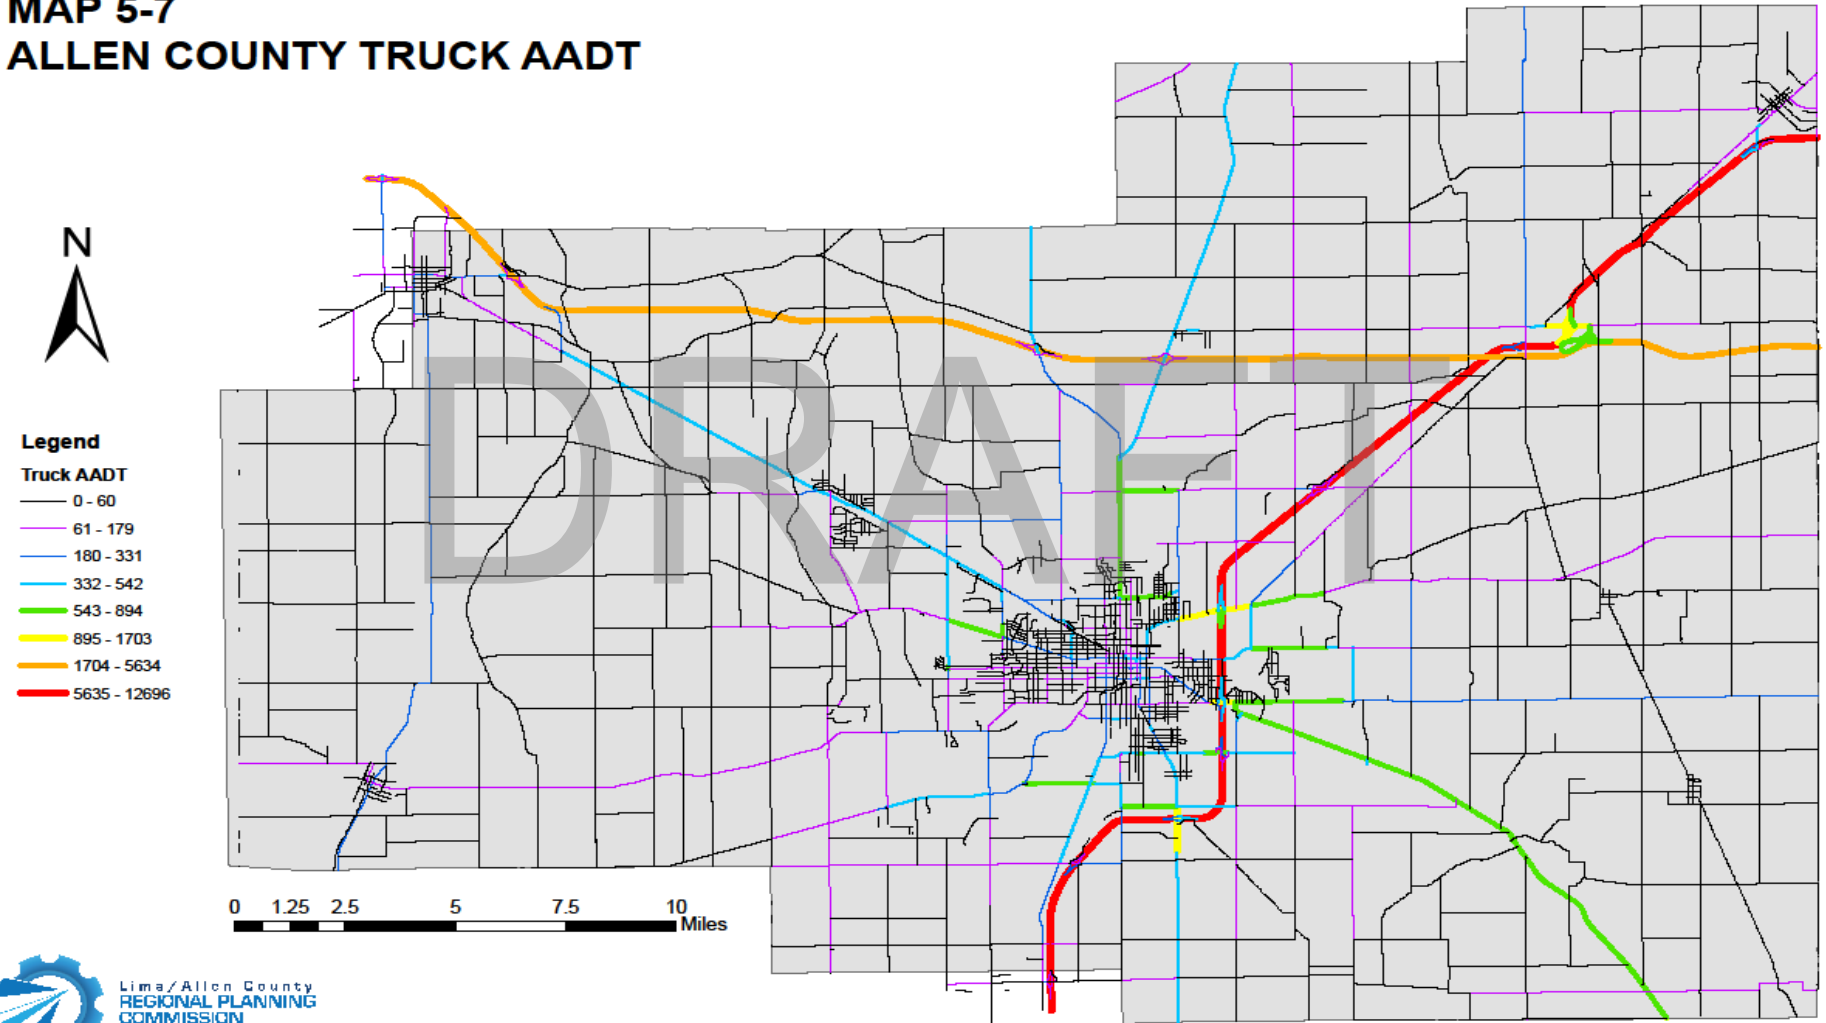 MAP 5-7
ALLEN COUNTY TRUCK AADT
N
DRAFT
Legend
Truck AADT
0 - 60
61 - 179
180 - 331
332 - 542
543 - 894
895 - 1703
1704 - 5634
5635 - 12696
0 1.25 2.5 5 7.5 10
Miles
Lima/Allen County
REGIONAL PLANNING
COMMISSION